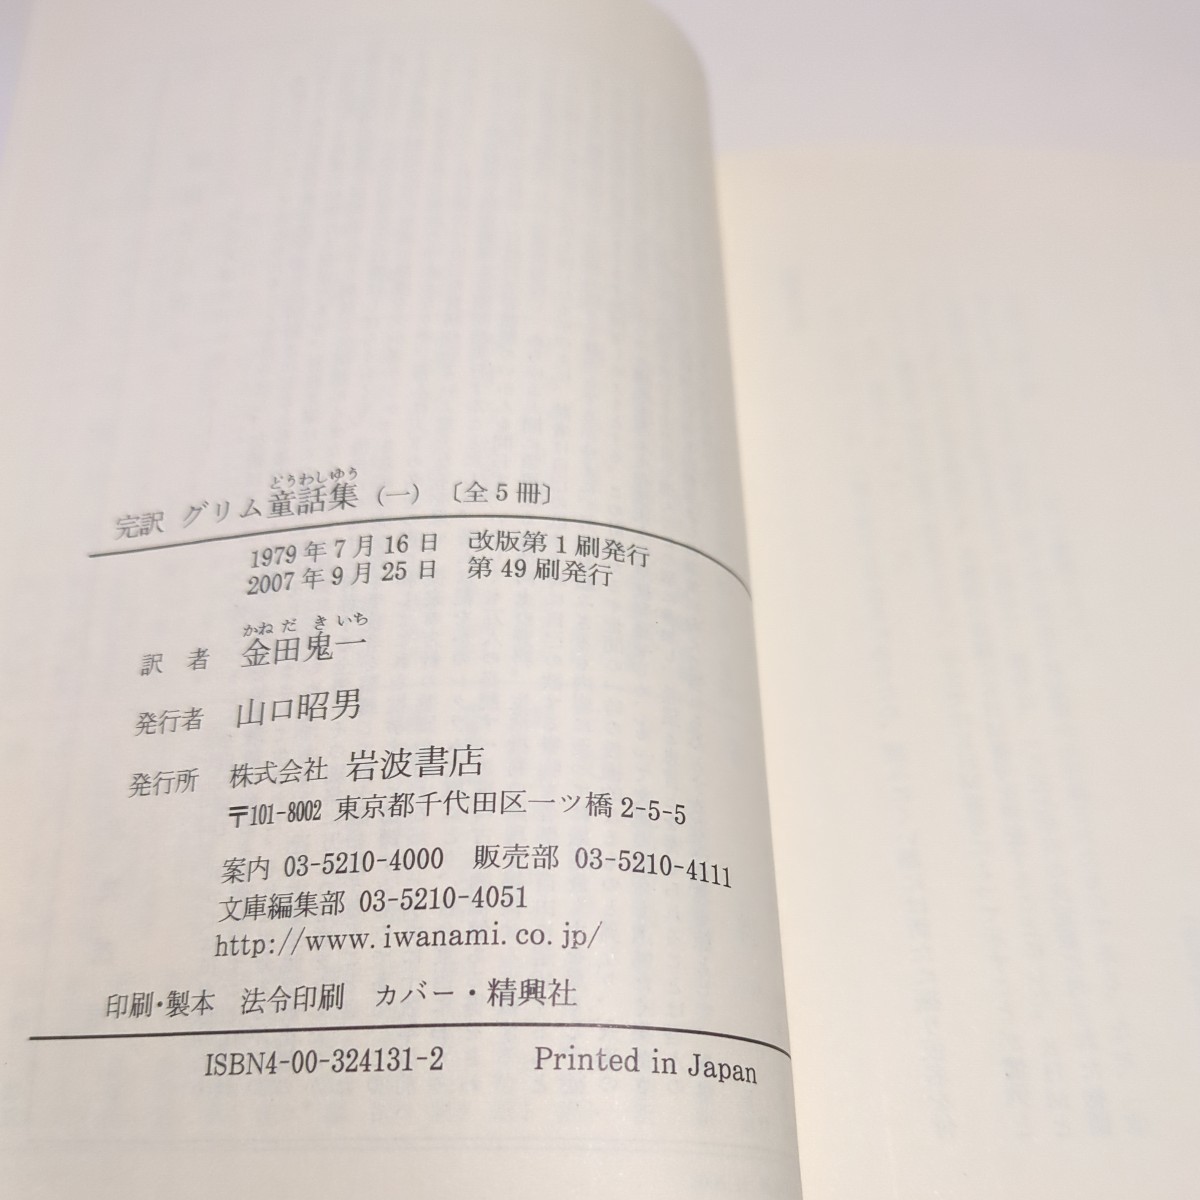 どうわしゆう
完訳 グリム童話集 (一) 〔全5冊〕
1979年7月16日 改版第1刷発行
2007年9月25日 第49刷発行
かねだ きいち
訳者 金田鬼一
発行者 山口昭男
発行所 株式会社 岩波書店
〒101-8002 東京都千代田区一ツ橋2-5-5
案内 03-5210-4000 販売部 03-5210-4111
文庫編集部 03-5210-4051
http://www.iwanami.co.jp/
印刷・製本 法令印刷 カバー・精興社
ISBN4-00-324131-2 Printed in Japan